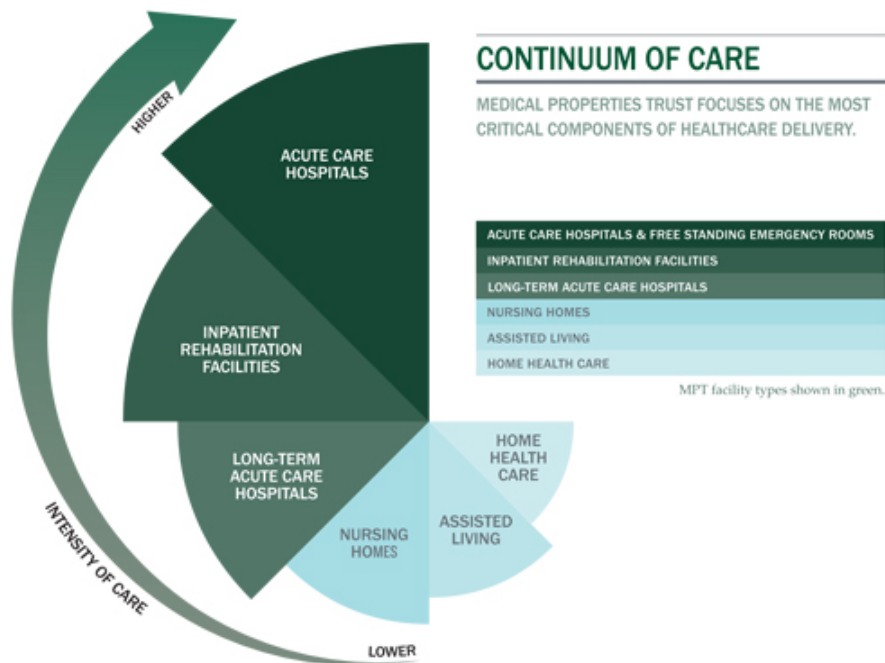 CONTINUUM OF CARE
MEDICAL PROPERTIES TRUST FOCUSES ON THE MOST
CRITICAL COMPONENTS OF HEALTHCARE DELIVERY.
ACUTE CARE HOSPITALS & FREE STANDING EMERGENCY ROOMS
INPATIENT REHABILITATION FACILITIES
LONG-TERM ACUTE CARE HOSPITALS
NURSING HOMES
ASSISTED LIVING
HOME HEALTH CARE
MPT facility types shown in green.
HIGHER
INTENSITY OF CARE
LOWER
ACUTE CARE
HOSPITALS
INPATIENT
REHABILITATION
FACILITIES
LONG-TERM
ACUTE CARE
HOSPITALS
NURSING
HOMES
ASSISTED
LIVING
HOME
HEALTH
CARE